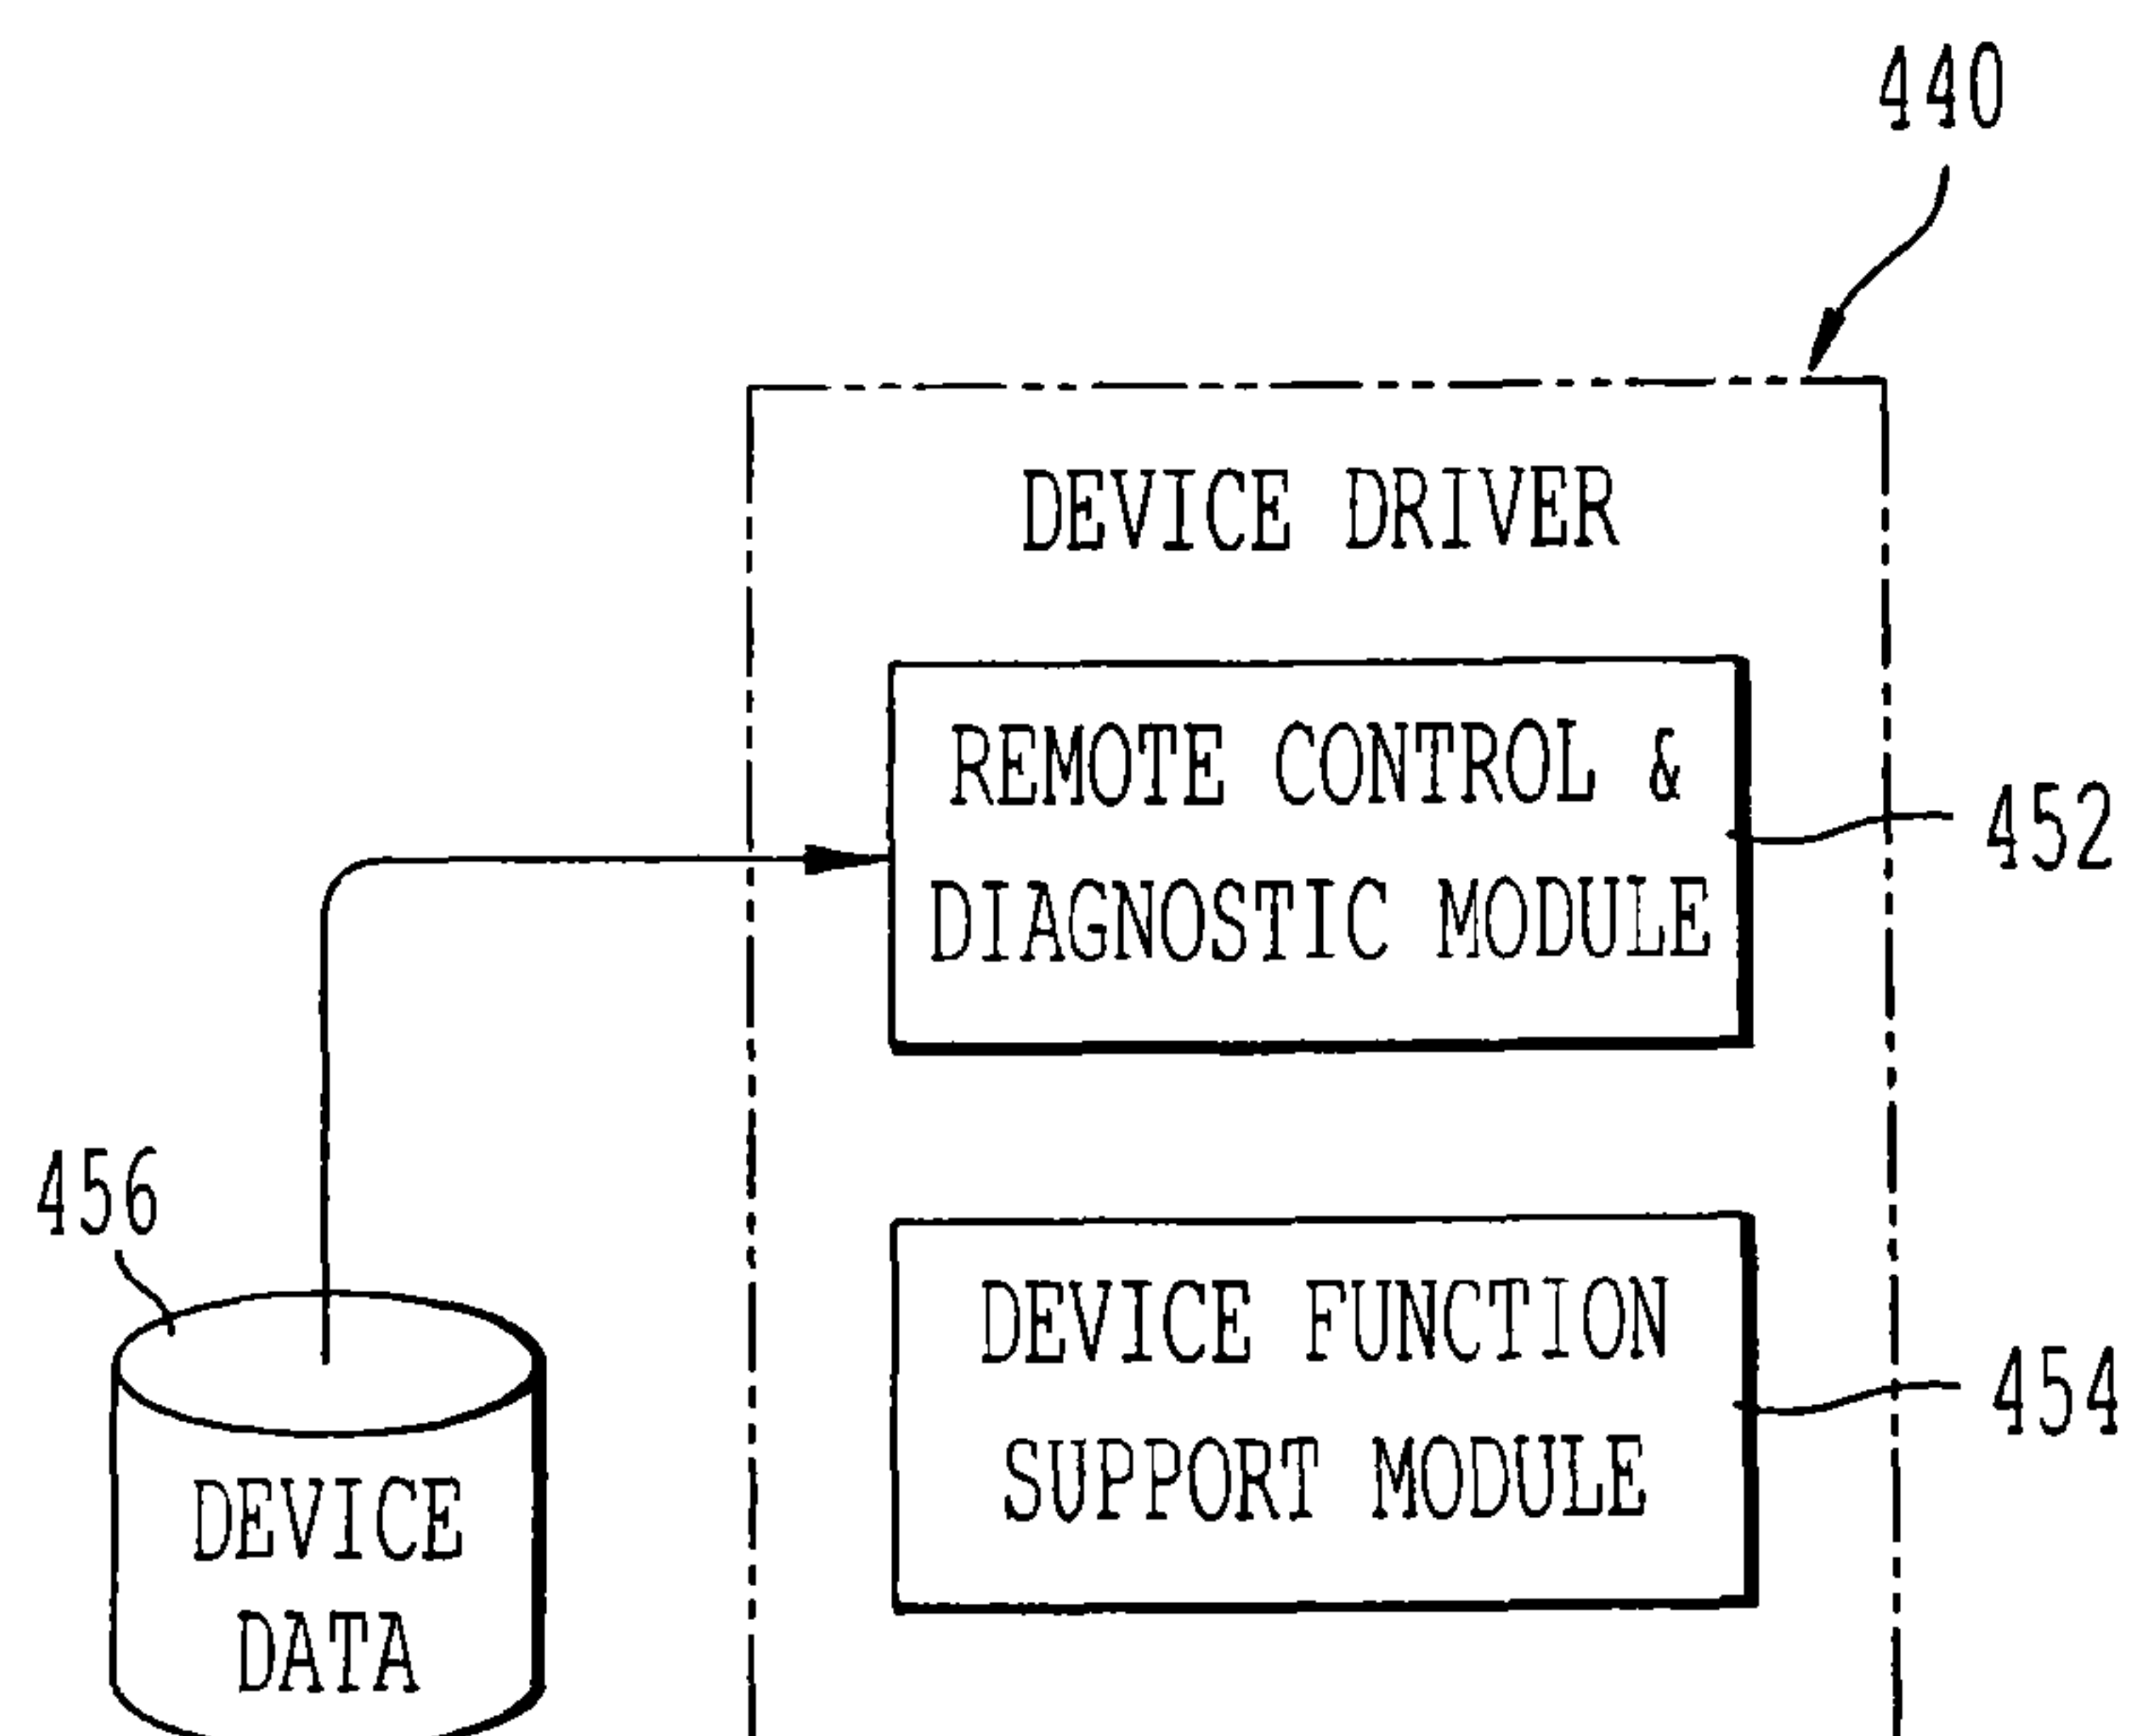 440
DEVICE DRIVER
REMOTE CONTROL &
DIAGNOSTIC MODULE
452
456
DEVICE FUNCTION
SUPPORT MODULE
454
DEVICE
DATA